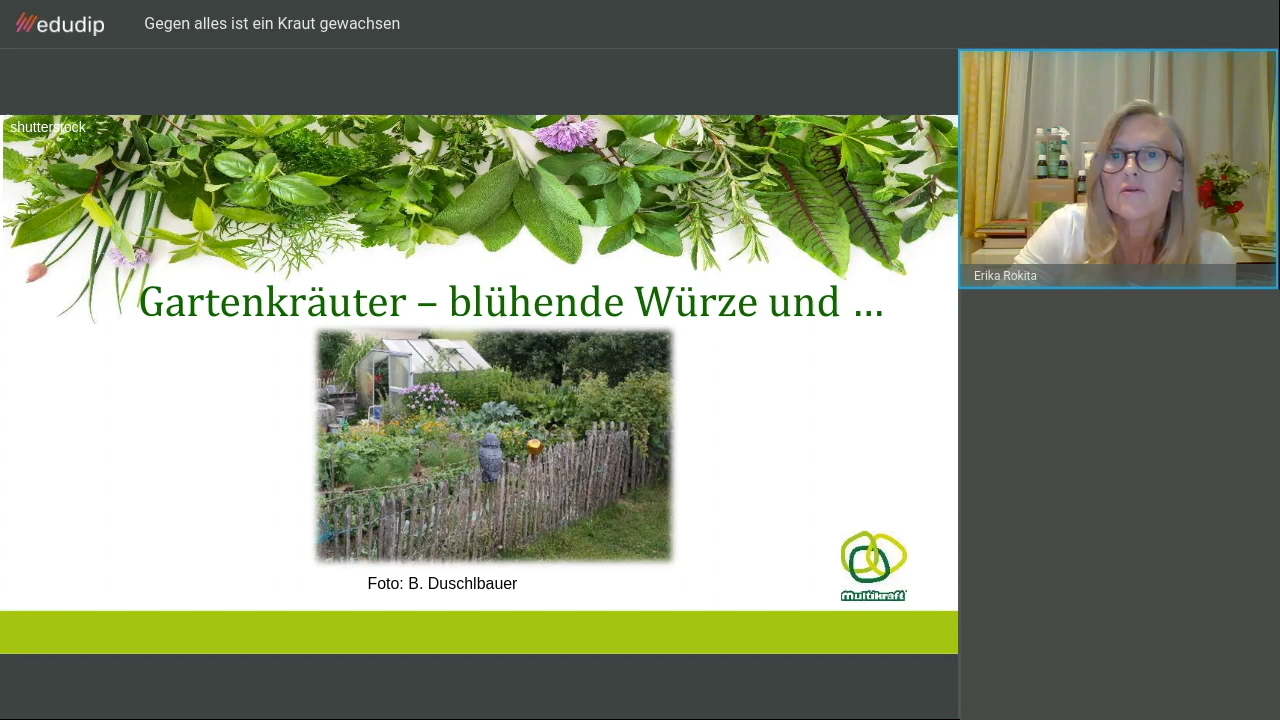 edudip
Gegen alles ist ein Kraut gewachsen
shutterstock
Gartenkräuter – blühende Würze und ...
Foto: B. Duschlbauer
multikraft
Erika Rokita